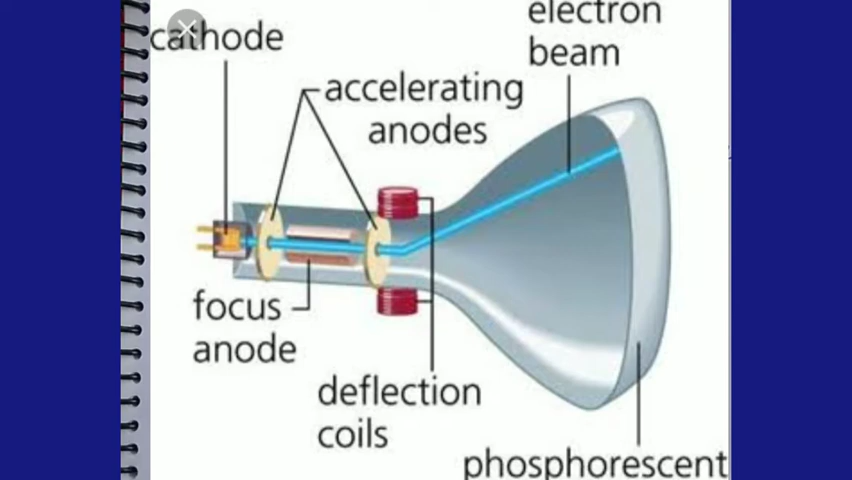 cathode
electron
beam
accelerating
anodes
focus
anode
deflection
coils
phosphorescent